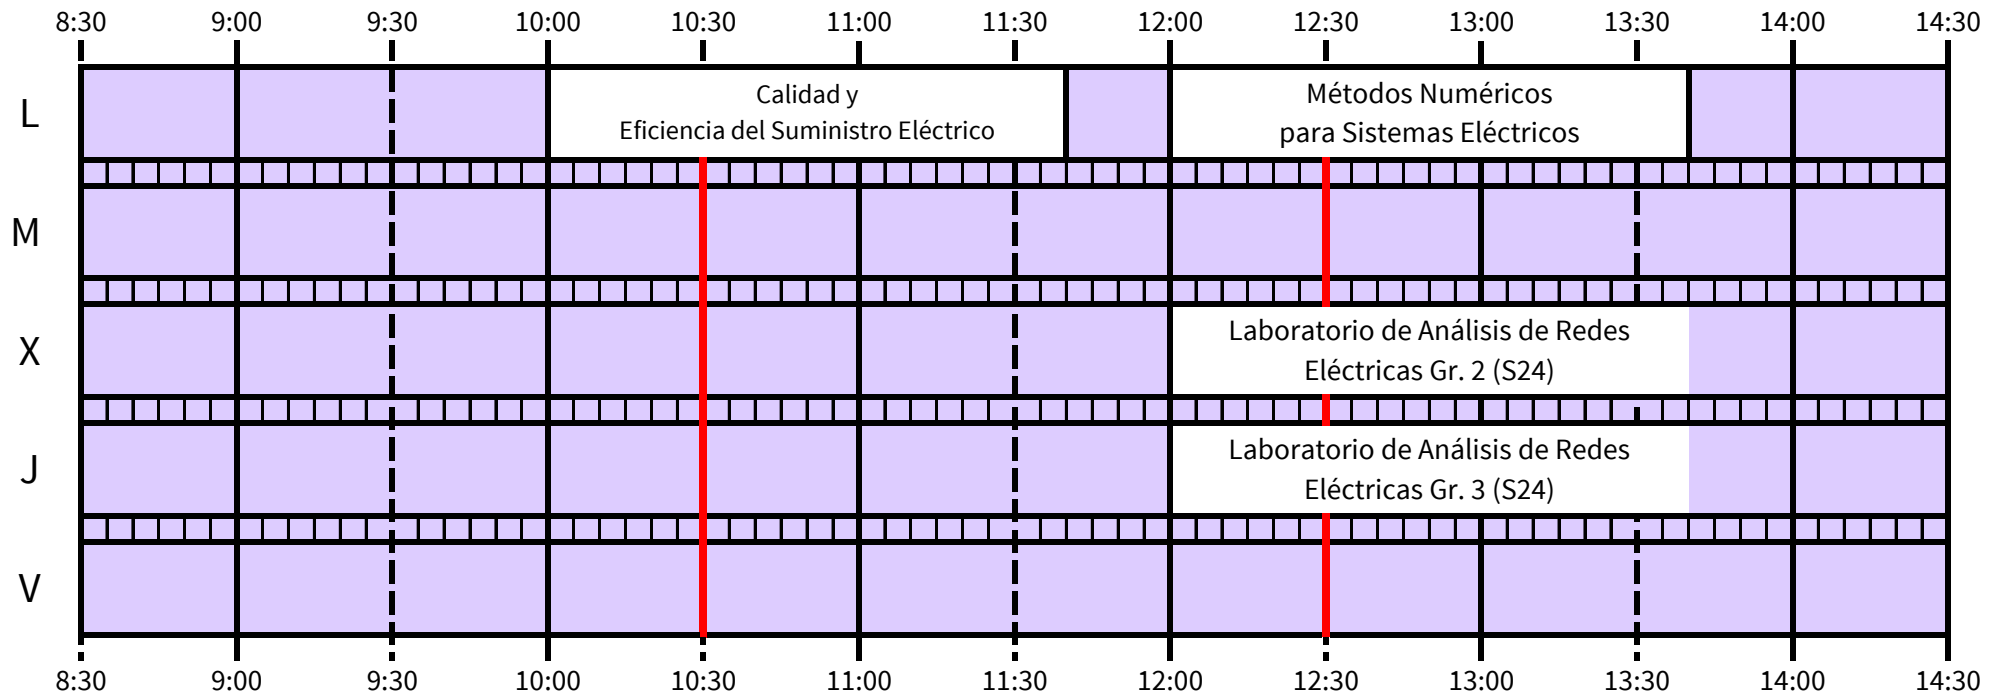 8:30 9:00 9:30 10:00 10:30 11:00 11:30 12:00 12:30 13:00 13:30 14:00 14:30
L
Calidad y
Eficiencia del Suministro Eléctrico
Métodos Numéricos
para Sistemas Eléctricos
M
X
Laboratorio de Análisis de Redes
Eléctricas Gr. 2 (S24)
J
Laboratorio de Análisis de Redes
Eléctricas Gr. 3 (S24)
V
8:30 9:00 9:30 10:00 10:30 11:00 11:30 12:00 12:30 13:00 13:30 14:00 14:30